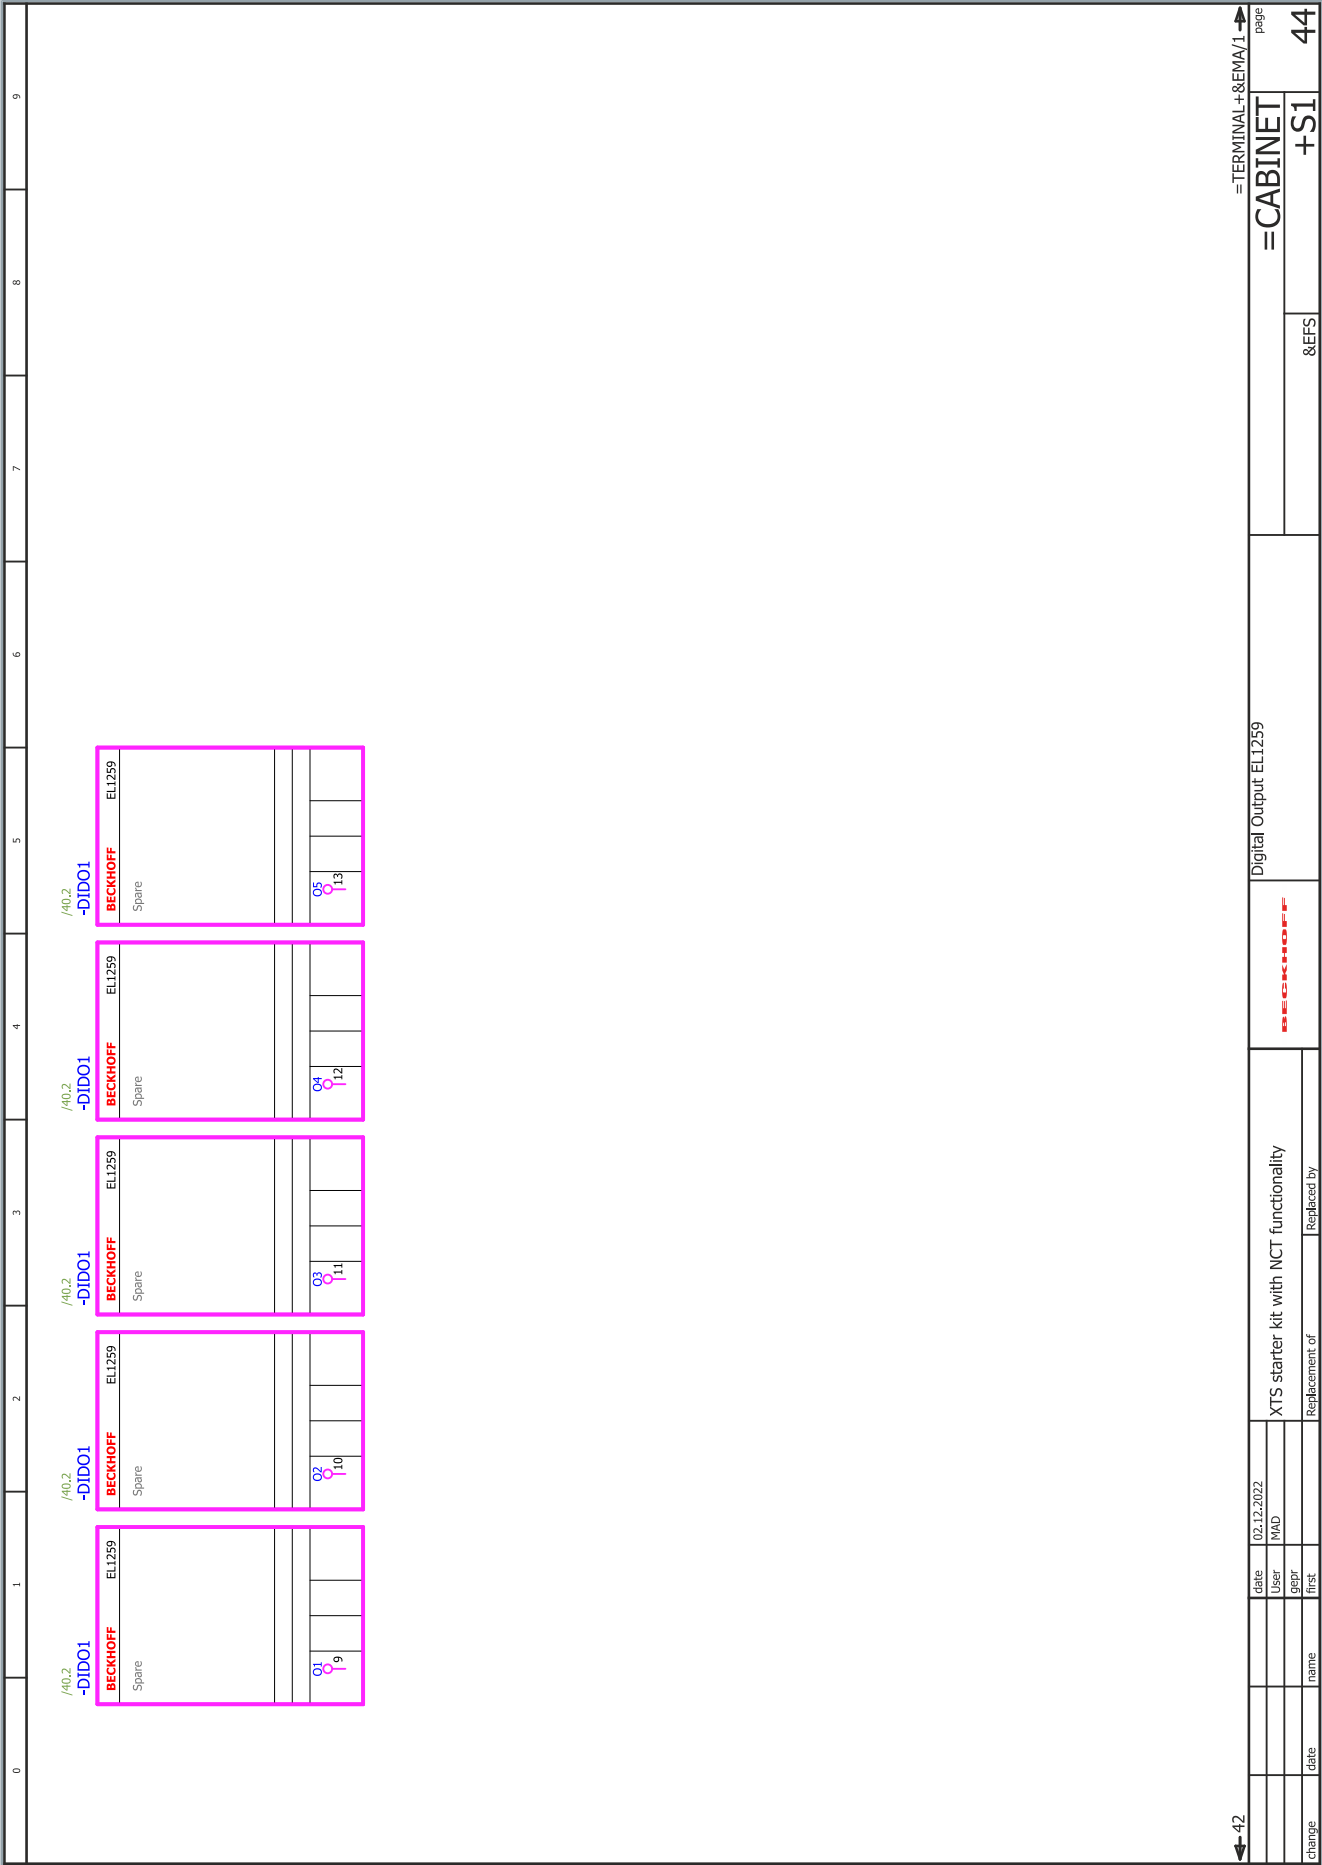 0 1 2 3 4 5 6 7 8 9
/40.2 /40.2 /40.2 /40.2 /40.2
-DIDO1 -DIDO1 -DIDO1 -DIDO1 -DIDO1
BECKHOFF EL1259 BECKHOFF EL1259 BECKHOFF EL1259 BECKHOFF EL1259 BECKHOFF EL1259
Spare Spare Spare Spare Spare
O1 O2 O3 O4 O5
9 10 11 12 13
42 =TERMINAL+&EMA/1
date 02.12.2022
User MAD
gepr
change date name first
XTS starter kit with NCT functionality
Replacement of Replaced by
BECKHOFF
Digital Output EL1259
=CABINET
+S1
&EFS
page
44